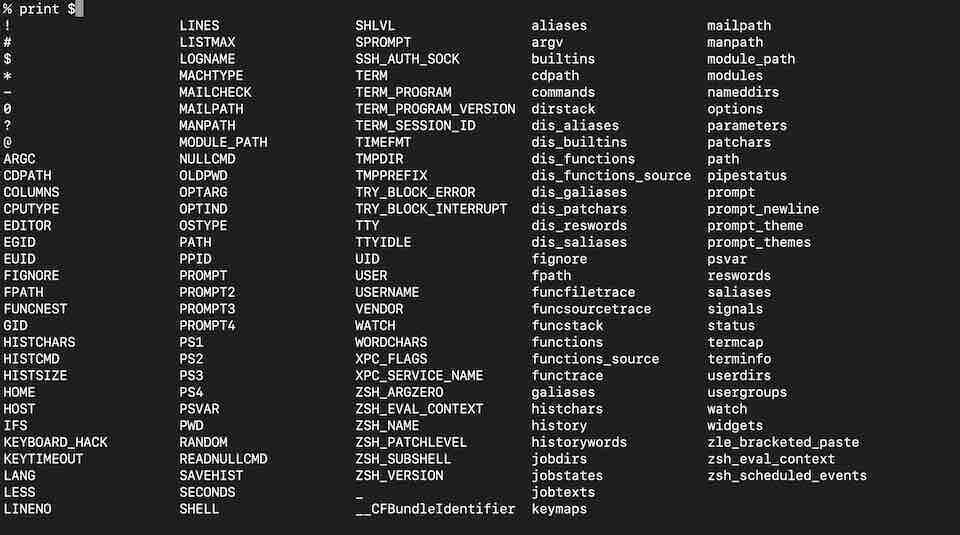 % print $
! LINES SHLVL aliases mailpath
# LISTMAX SPROMPT argv manpath
$ LOGNAME SSH_AUTH_SOCK builtins module_path
* MACHTYPE TERM cdpath modules
- MAILCHECK TERM_PROGRAM commands nameddirs
0 MAILPATH TERM_PROGRAM_VERSION dirstack options
? MANPATH TERM_SESSION_ID dis_aliases parameters
@ MODULE_PATH TIMEFMT dis_builtins patchars
ARGC NULLCMD TMPDIR dis_functions path
CDPATH OLDPWD TMPPREFIX dis_functions_source pipestatus
COLUMNS OPTARG TRY_BLOCK_ERROR dis_galiases prompt
CPUTYPE OPTIND TRY_BLOCK_INTERRUPT dis_patchars prompt_newline
EDITOR OSTYPE TTY dis_reswords prompt_theme
EGID PATH TTYIDLE dis_saliases prompt_themes
EUID PPID UID fignore psvar
FIGNORE PROMPT USER fpath reswords
FPATH PROMPT2 USERNAME funcfiletrace saliases
FUNCNEST PROMPT3 VENDOR funcsourcetrace signals
GID PROMPT4 WATCH funcstack status
HISTCHARS PS1 WORDCHARS functions termcap
HISTCMD PS2 XPC_FLAGS functions_source terminfo
HISTSIZE PS3 XPC_SERVICE_NAME functrace userdirs
HOME PS4 ZSH_ARGZERO galiases usergroups
HOST PSVAR ZSH_EVAL_CONTEXT histchars watch
IFS PWD ZSH_NAME history widgets
KEYBOARD_HACK RANDOM ZSH_PATCHLEVEL historywords zle_bracketed_paste
KEYTIMEOUT READNULLCMD ZSH_SUBSHELL jobdirs zsh_eval_context
LANG SAVEHIST ZSH_VERSION jobstates zsh_scheduled_events
LESS SECONDS _ jobtexts
LINENO SHELL __CFBundleIdentifier keymaps